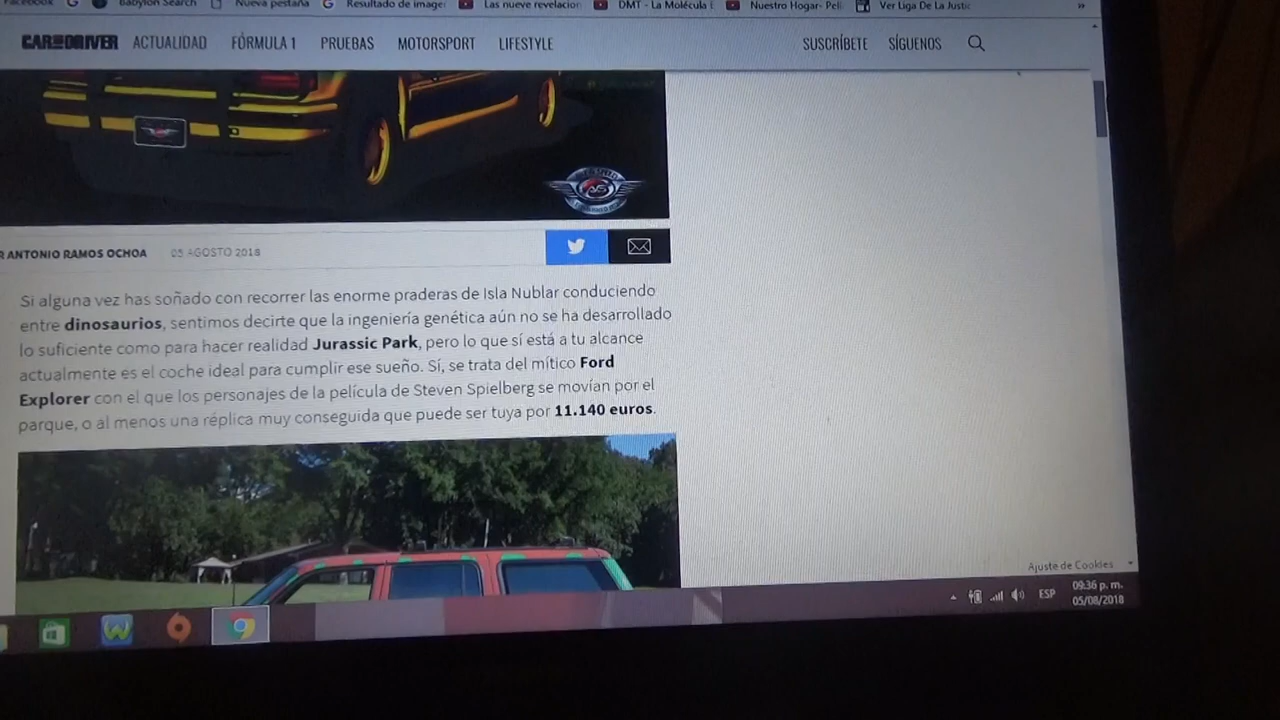 Facebook
Babylon Search
Nueva pestaña
Resultado de image
Las nueve revelacion
DMT - La Molécula E
Nuestro Hogar- Peli
Ver Liga De La Justic
»
CAR AND DRIVER
ACTUALIDAD
FÓRMULA 1
PRUEBAS
MOTORSPORT
LIFESTYLE
SUSCRÍBETE
SÍGUENOS
R ANTONIO RAMOS OCHOA
05 AGOSTO 2018
Si alguna vez has soñado con recorrer las enorme praderas de Isla Nublar conduciendo
entre dinosaurios, sentimos decirte que la ingeniería genética aún no se ha desarrollado
lo suficiente como para hacer realidad Jurassic Park, pero lo que sí está a tu alcance
actualmente es el coche ideal para cumplir ese sueño. Sí, se trata del mítico Ford
Explorer con el que los personajes de la película de Steven Spielberg se movían por el
parque, o al menos una réplica muy conseguida que puede ser tuya por 11.140 euros.
Ajuste de Cookies
ESP
09:36 p. m.
05/08/2018